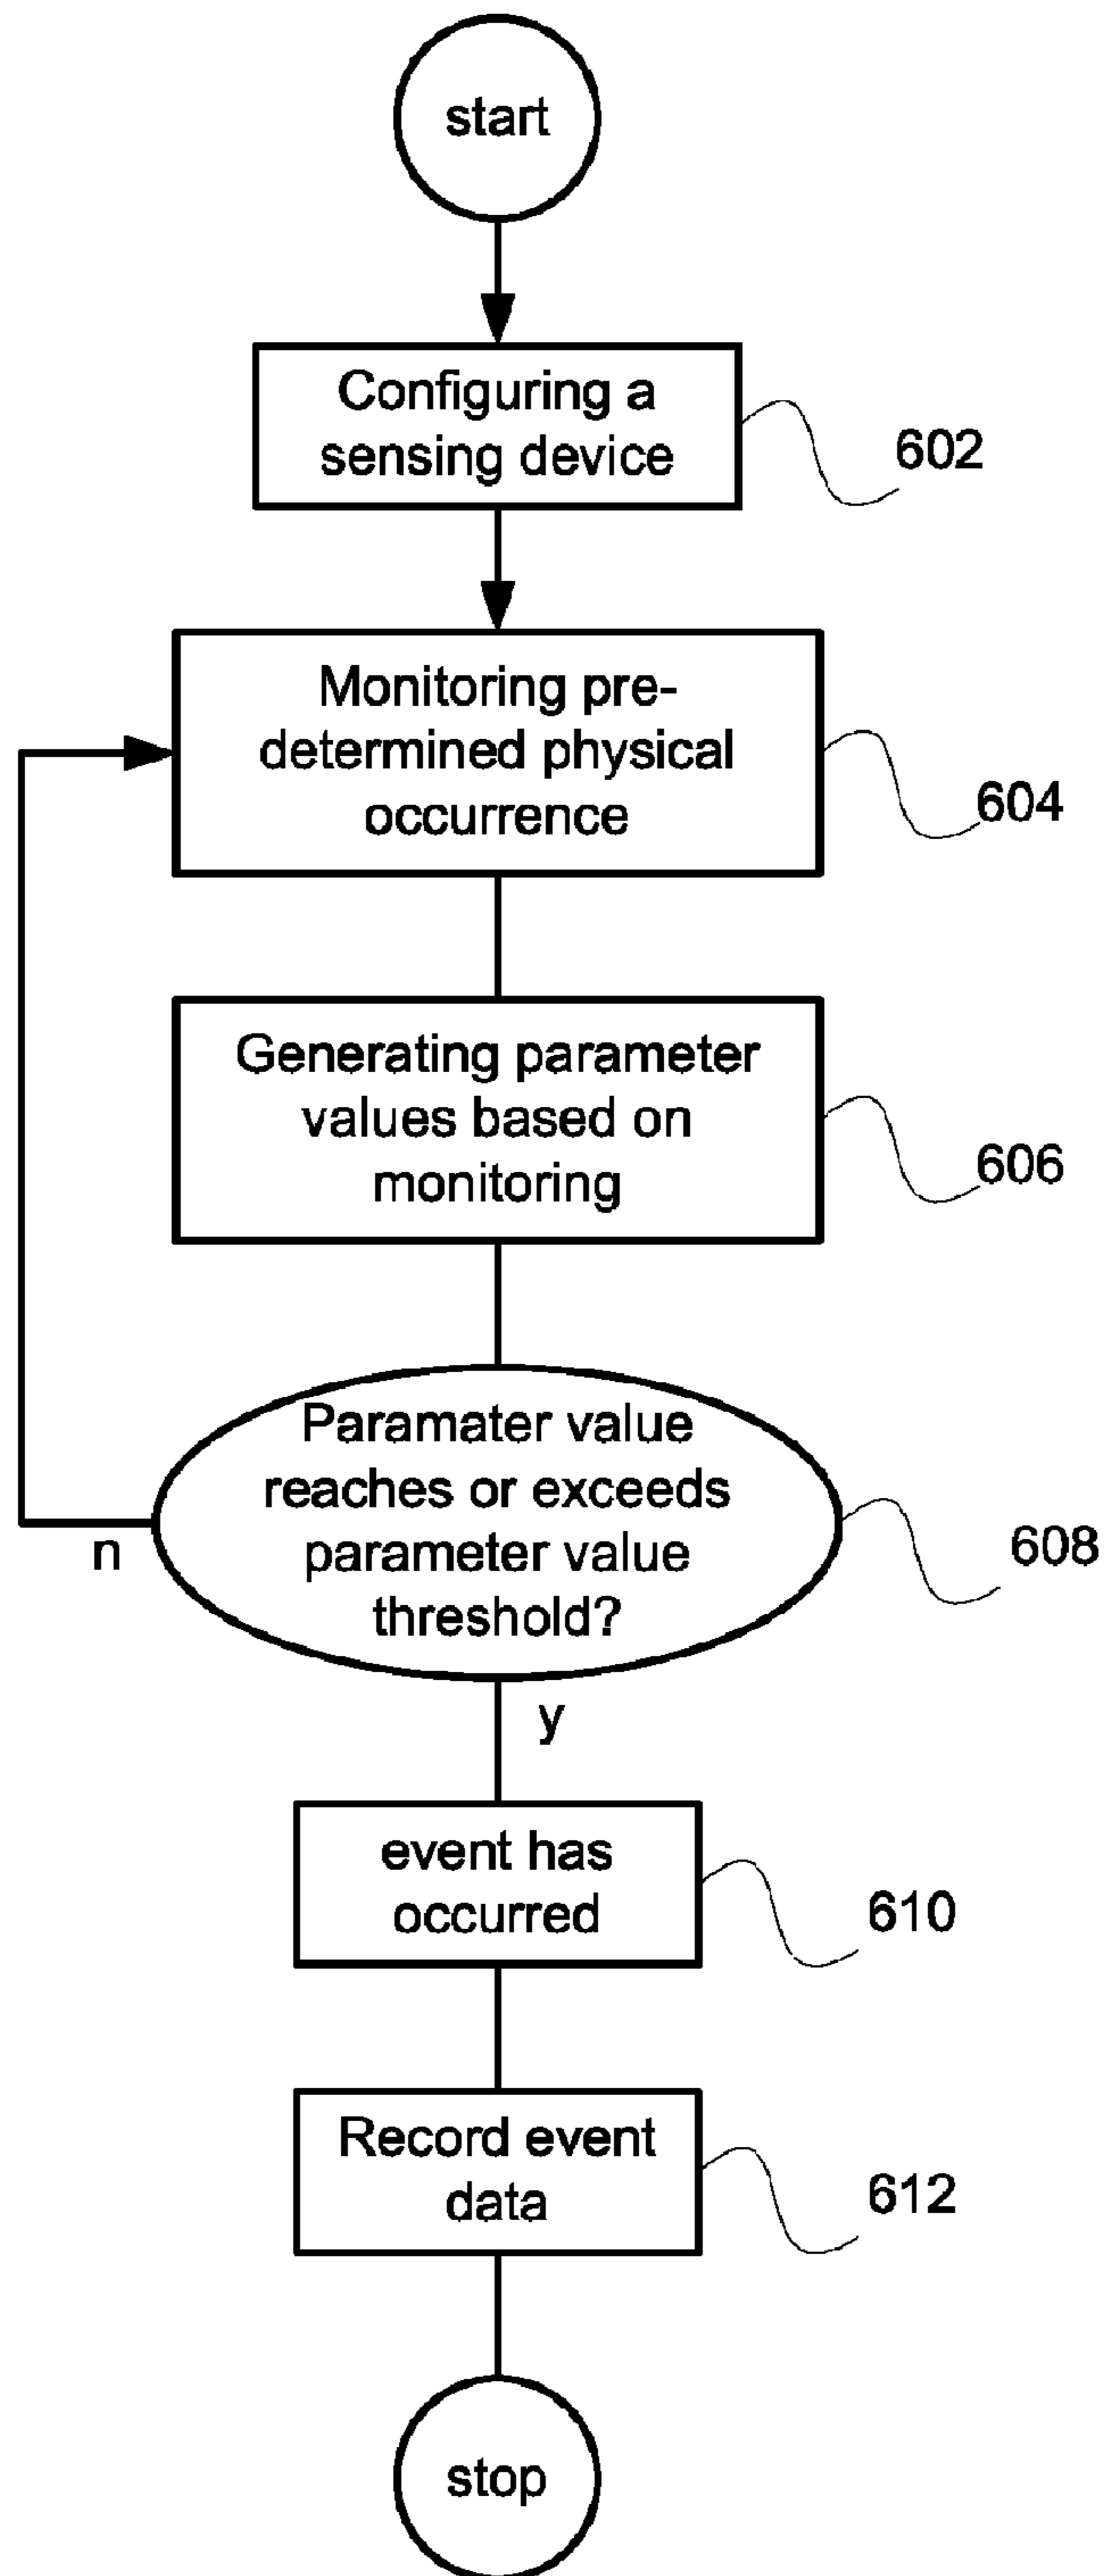 start
Configuring a
sensing device
602
Monitoring pre-
determined physical
occurrence
604
Generating parameter
values based on
monitoring
606
Paramater value
reaches or exceeds
parameter value
threshold?
608
n
y
event has
occurred
610
Record event
data
612
stop